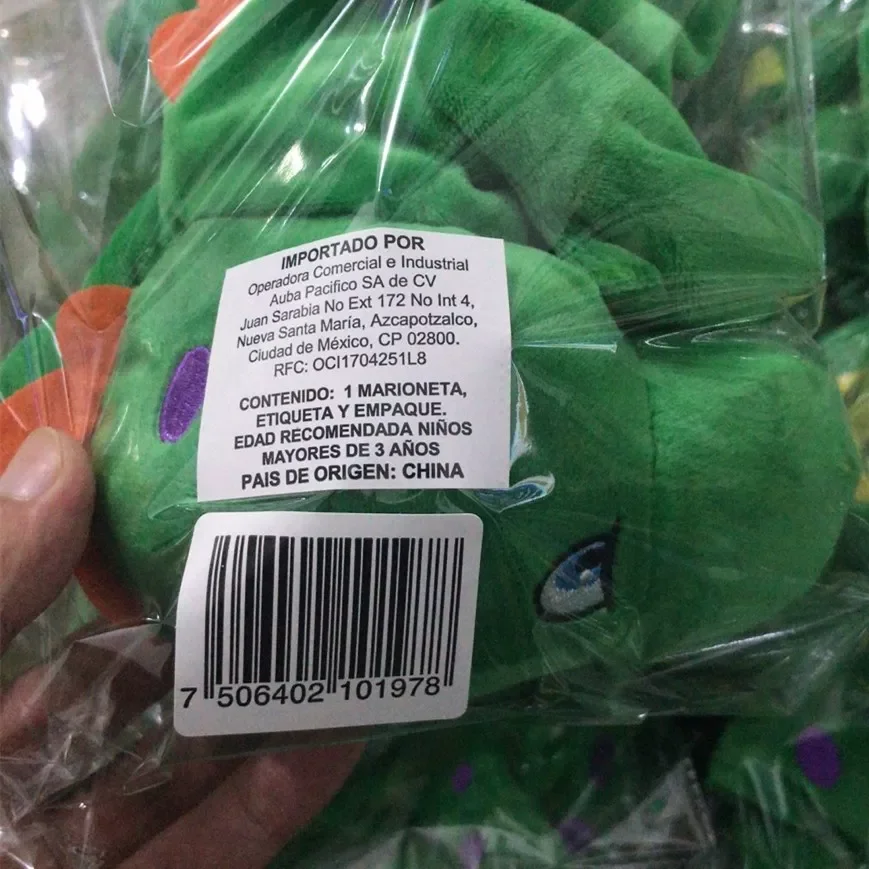 IMPORTADO POR
Operadora Comercial e Industrial
Auba Pacifico SA de CV
Juan Sarabia No Ext 172 No Int 4,
Nueva Santa María, Azcapotzalco,
Ciudad de México, CP 02800.
RFC: OCI1704251L8
CONTENIDO: 1 MARIONETA,
ETIQUETA Y EMPAQUE.
EDAD RECOMENDADA NIÑOS
MAYORES DE 3 AÑOS
PAIS DE ORIGEN: CHINA
7 506402 101978